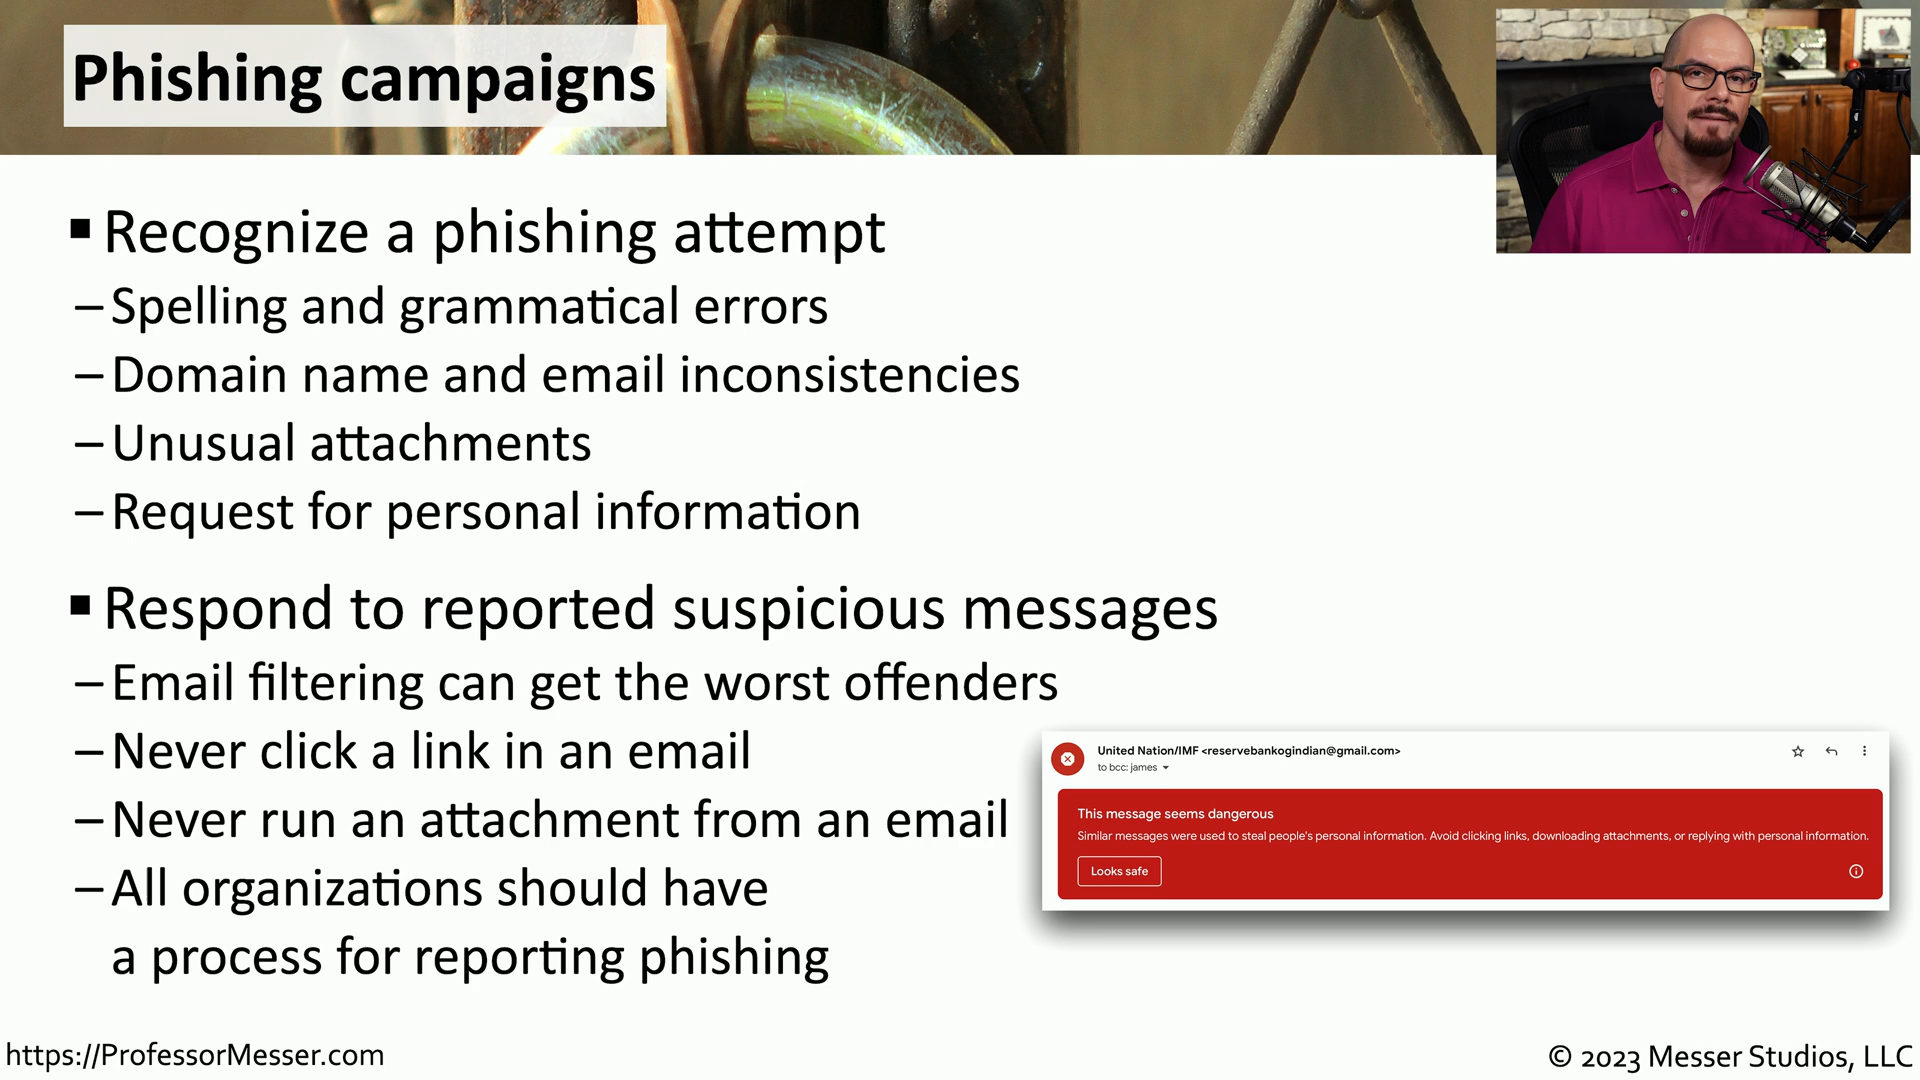 Phishing campaigns
▪ Recognize a phishing attempt
– Spelling and grammatical errors
– Domain name and email inconsistencies
– Unusual attachments
– Request for personal information
▪ Respond to reported suspicious messages
– Email filtering can get the worst offenders
– Never click a link in an email
– Never run an attachment from an email
– All organizations should have
a process for reporting phishing
United Nation/IMF <reservebankogindian@gmail.com>
to bcc: james
This message seems dangerous
Similar messages were used to steal people's personal information. Avoid clicking links, downloading attachments, or replying with personal information.
Looks safe
https://ProfessorMesser.com
© 2023 Messer Studios, LLC